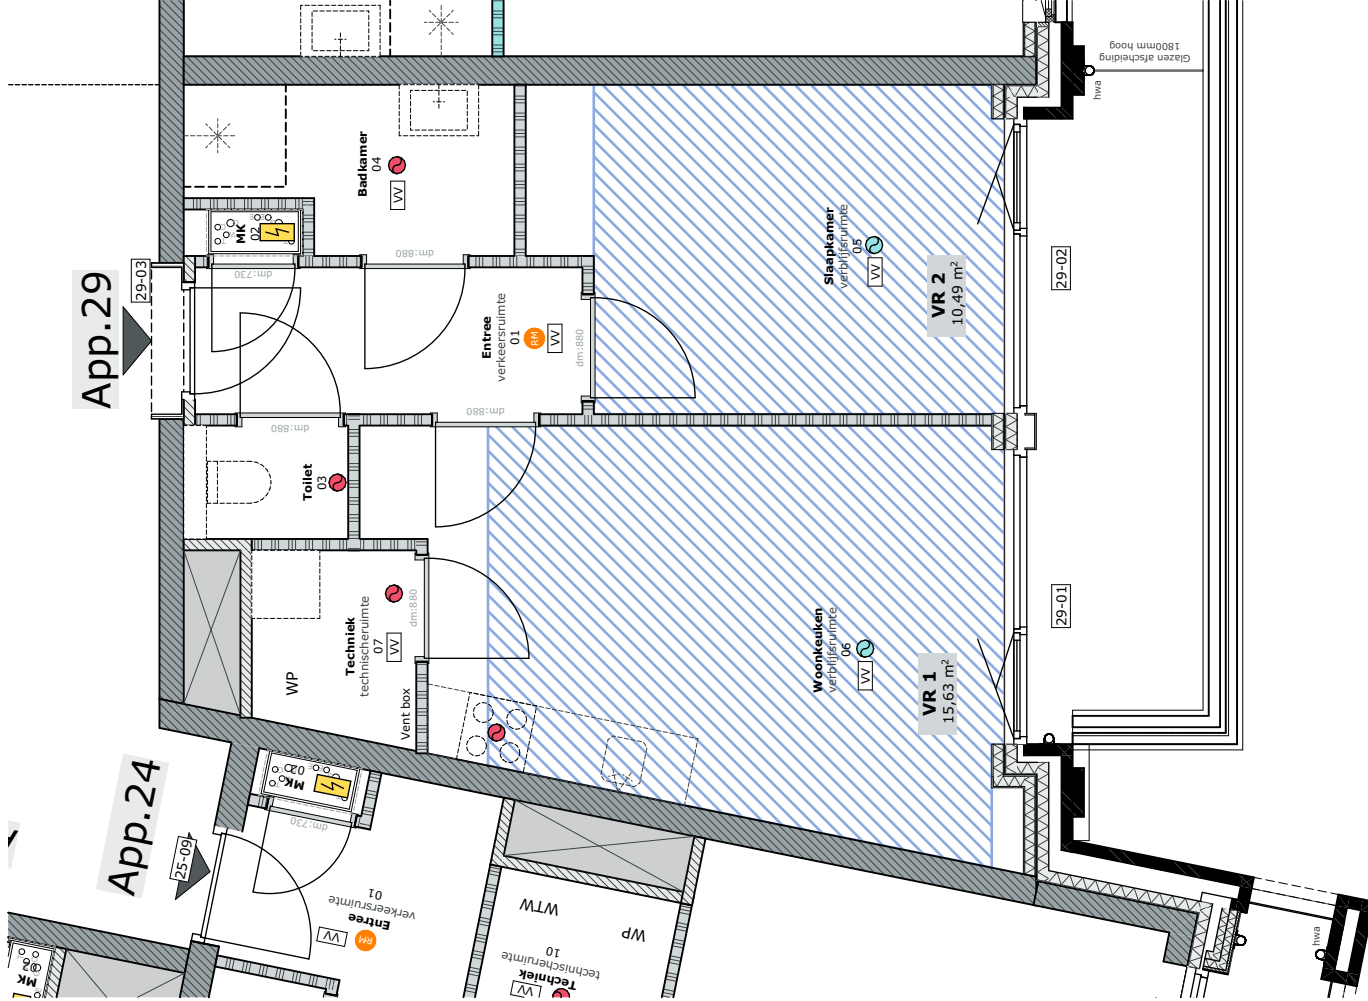 Glazen afscheiding
1800mm hoog
hwa
Badkamer
04
VV
MK
02
dm:730
dm:880
App.29
29-03
Entree
verkeersruimte
01
RM
VV
dm:880
Slaapkamer
verblijfsruimte
05
VV
VR 2
10,49 m²
29-02
dm:880
dm:880
Toilet
03
Techniek
technischeruimte
07
VV
dm:880
WP
Vent box
Woonkeuken
verblijfsruimte
06
VV
VR 1
15,63 m²
29-01
App.24
25-09
MK
02
dm:730
Entree
verkeersruimte
01
RM
VV
WTW
WP
Techniek
technischeruimte
10
VV
MK
02
hwa